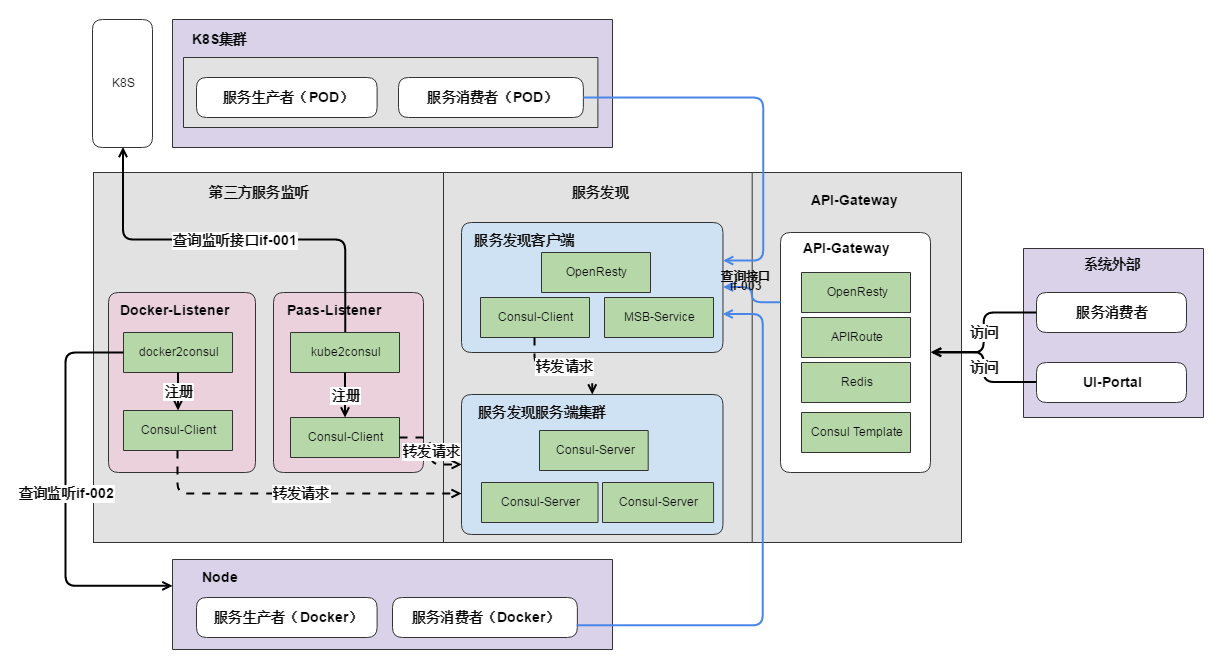 K8S
K8S集群
服务生产者（POD）
服务消费者（POD）
第三方服务监听
服务发现
API-Gateway
查询监听接口if-001
服务发现客户端
OpenResty
Consul-Client
MSB-Service
查询接口
if-003
转发请求
API-Gateway
OpenResty
APIRoute
Redis
Consul Template
系统外部
服务消费者
UI-Portal
访问
访问
Docker-Listener
docker2consul
注册
Consul-Client
Paas-Listener
kube2consul
注册
Consul-Client
转发请求
转发请求
服务发现服务端集群
Consul-Server
Consul-Server
Consul-Server
查询监听if-002
Node
服务生产者（Docker）
服务消费者（Docker）